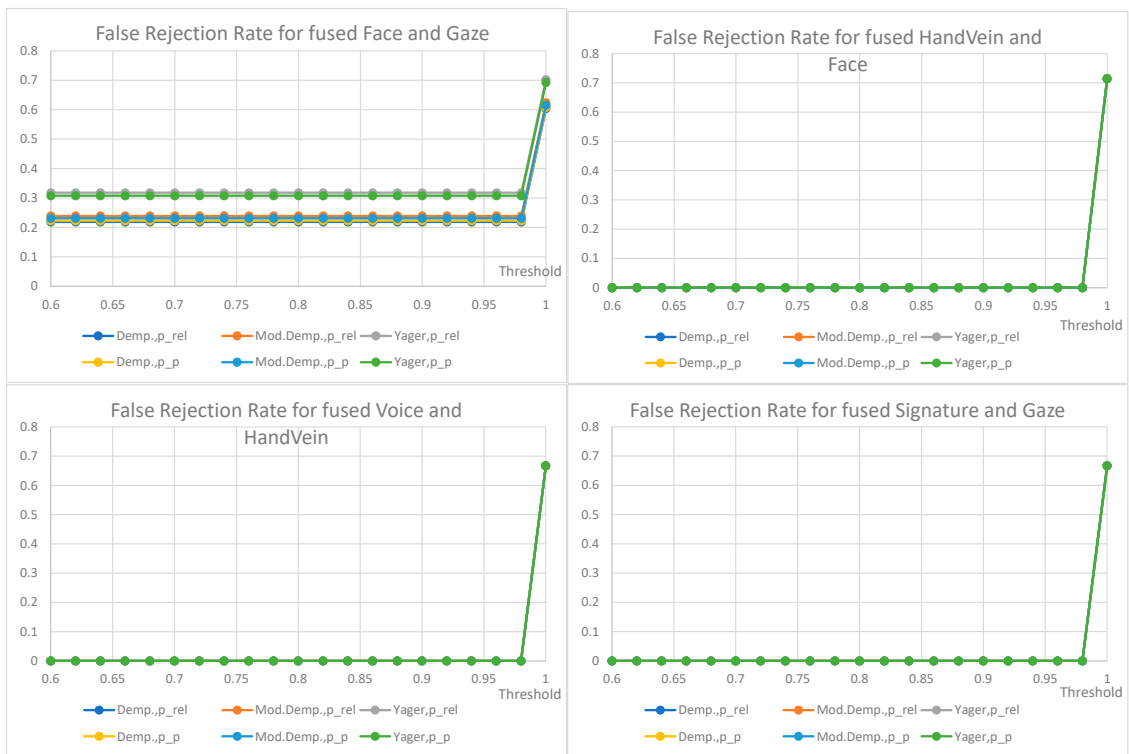 False Rejection Rate for fused Face and Gaze
0.8
0.7
0.6
0.5
0.4
0.3
0.2
0.1
0
Threshold
0.6 0.65 0.7 0.75 0.8 0.85 0.9 0.95 1
Demp.,p_rel Mod.Demp.,p_rel Yager,p_rel
Demp.,p_p Mod.Demp.,p_p Yager,p_p
False Rejection Rate for fused HandVein and
Face
0.8
0.7
0.6
0.5
0.4
0.3
0.2
0.1
0
0.6 0.65 0.7 0.75 0.8 0.85 0.9 0.95 1
Threshold
Demp.,p_rel Mod.Demp.,p_rel Yager,p_rel
Demp.,p_p Mod.Demp.,p_p Yager,p_p
False Rejection Rate for fused Voice and
HandVein
0.8
0.7
0.6
0.5
0.4
0.3
0.2
0.1
0
0.6 0.65 0.7 0.75 0.8 0.85 0.9 0.95 1
Threshold
Demp.,p_rel Mod.Demp.,p_rel Yager,p_rel
Demp.,p_p Mod.Demp.,p_p Yager,p_p
False Rejection Rate for fused Signature and Gaze
0.8
0.7
0.6
0.5
0.4
0.3
0.2
0.1
0
0.6 0.65 0.7 0.75 0.8 0.85 0.9 0.95 1
Threshold
Demp.,p_rel Mod.Demp.,p_rel Yager,p_rel
Demp.,p_p Mod.Demp.,p_p Yager,p_p